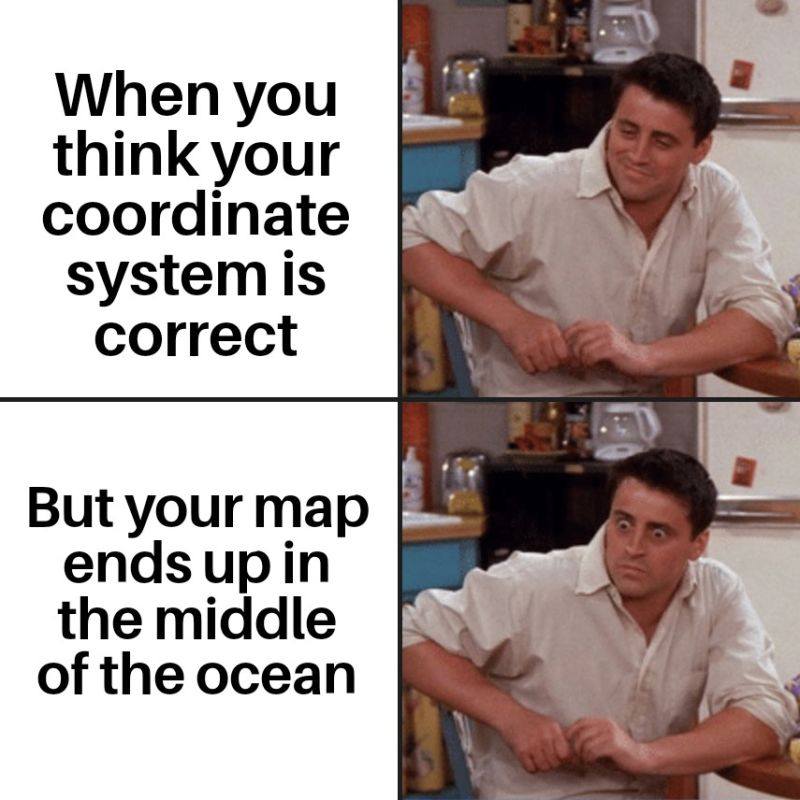 When you
think your
coordinate
system is
correct
But your map
ends up in
the middle
of the ocean